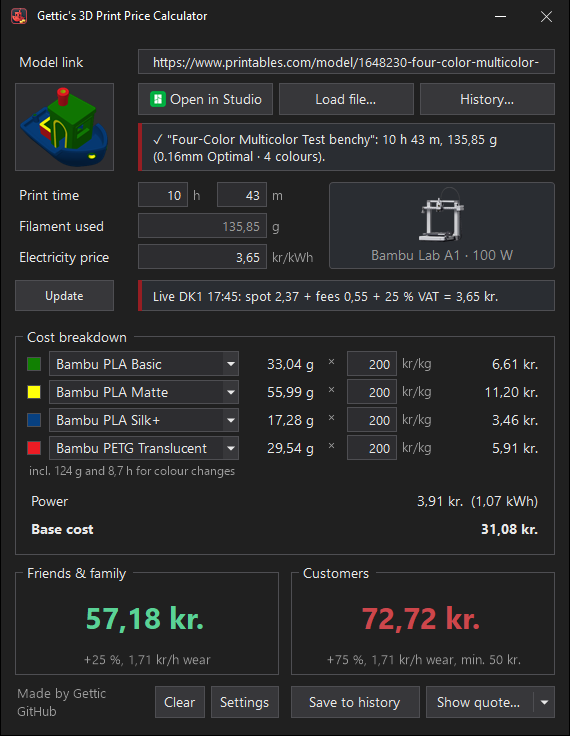 Gettic's 3D Print Price Calculator
Model link
https://www.printables.com/model/1648230-four-color-multicolor-
Open in Studio
Load file...
History...
✓ "Four-Color Multicolor Test benchy": 10 h 43 m, 135,85 g
(0.16mm Optimal · 4 colours).
Print time 10 h 43 m
Filament used 135,85 g
Electricity price 3,65 kr/kWh
Bambu Lab A1 · 100 W
Update
Live DK1 17:45: spot 2,37 + fees 0,55 + 25 % VAT = 3,65 kr.
Cost breakdown
Bambu PLA Basic 33,04 g × 200 kr/kg 6,61 kr.
Bambu PLA Matte 55,99 g × 200 kr/kg 11,20 kr.
Bambu PLA Silk+ 17,28 g × 200 kr/kg 3,46 kr.
Bambu PETG Translucent 29,54 g × 200 kr/kg 5,91 kr.
incl. 124 g and 8,7 h for colour changes
Power 3,91 kr. (1,07 kWh)
Base cost 31,08 kr.
Friends & family
57,18 kr.
+25 %, 1,71 kr/h wear
Customers
72,72 kr.
+75 %, 1,71 kr/h wear, min. 50 kr.
Made by Gettic
GitHub
Clear
Settings
Save to history
Show quote...